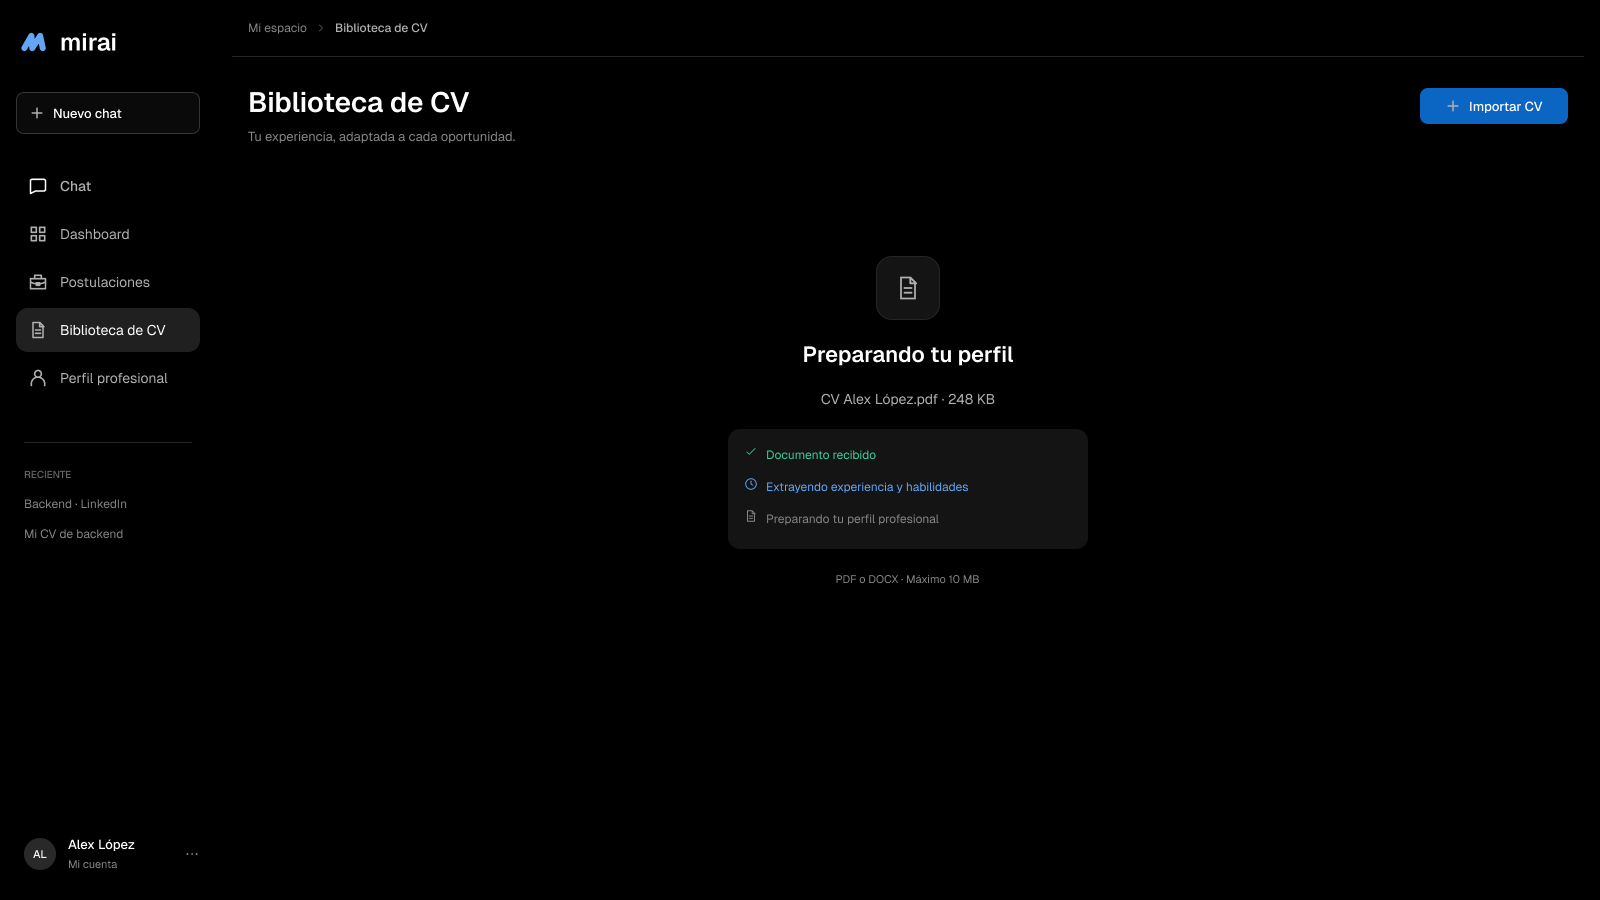 mirai
Nuevo chat
Chat
Dashboard
Postulaciones
Biblioteca de CV
Perfil profesional
RECIENTE
Backend · LinkedIn
Mi CV de backend
AL
Alex López
Mi cuenta
Mi espacio > Biblioteca de CV
Biblioteca de CV
Tu experiencia, adaptada a cada oportunidad.
Importar CV
Preparando tu perfil
CV Alex López.pdf · 248 KB
Documento recibido
Extrayendo experiencia y habilidades
Preparando tu perfil profesional
PDF o DOCX · Máximo 10 MB